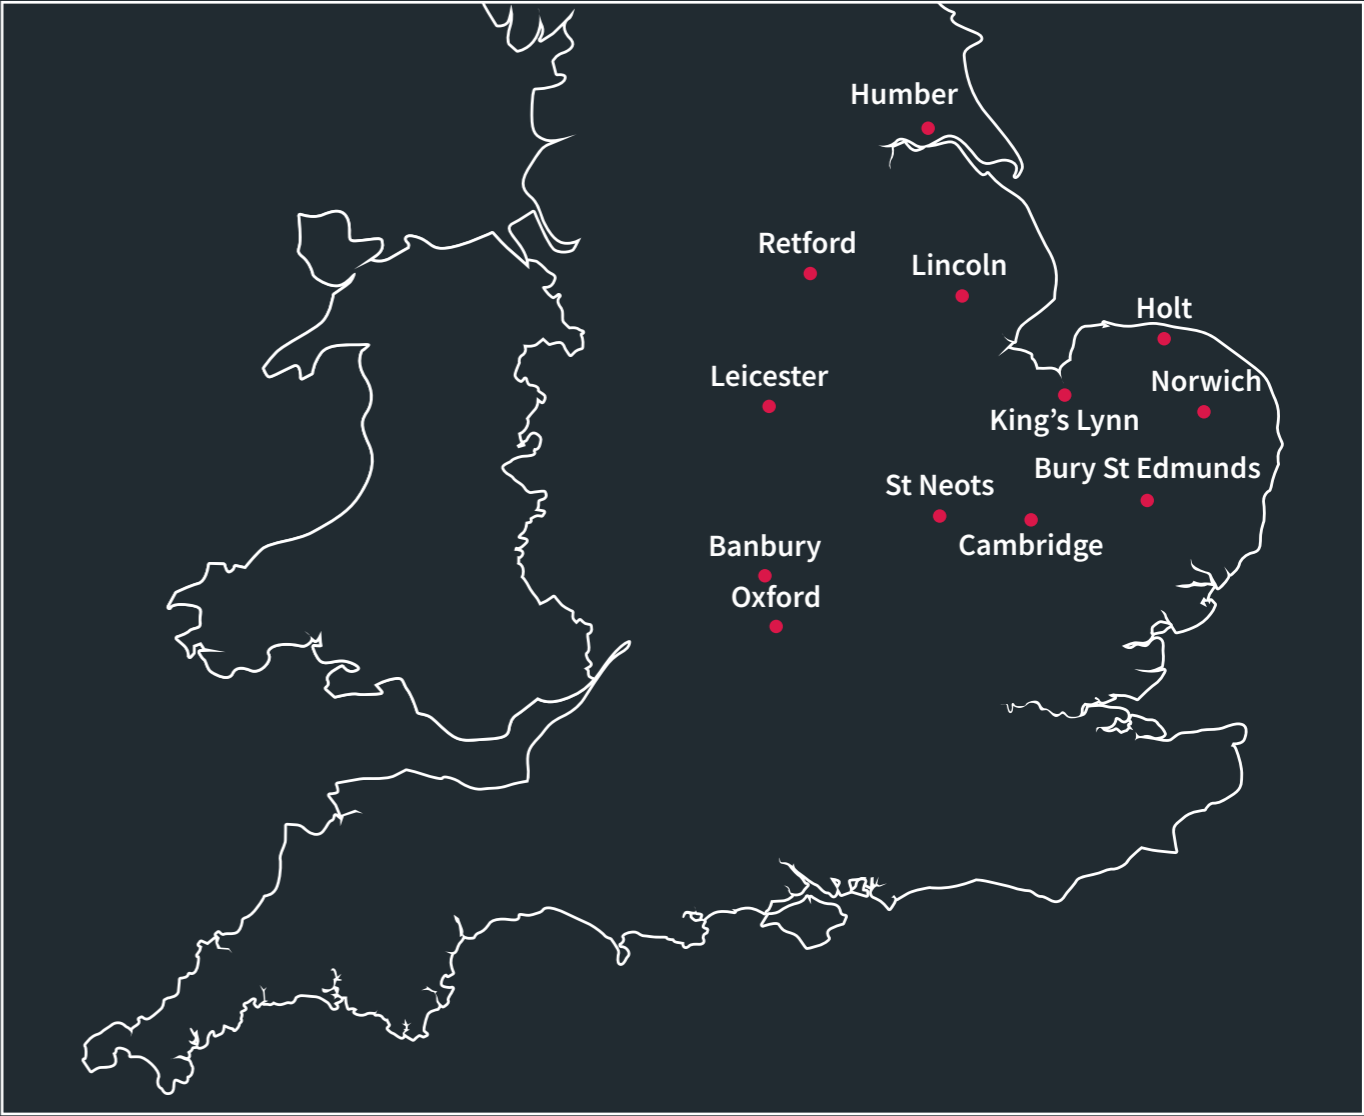 Humber
Retford
Lincoln
Holt
Leicester
Norwich
King’s Lynn
Bury St Edmunds
St Neots
Cambridge
Banbury
Oxford